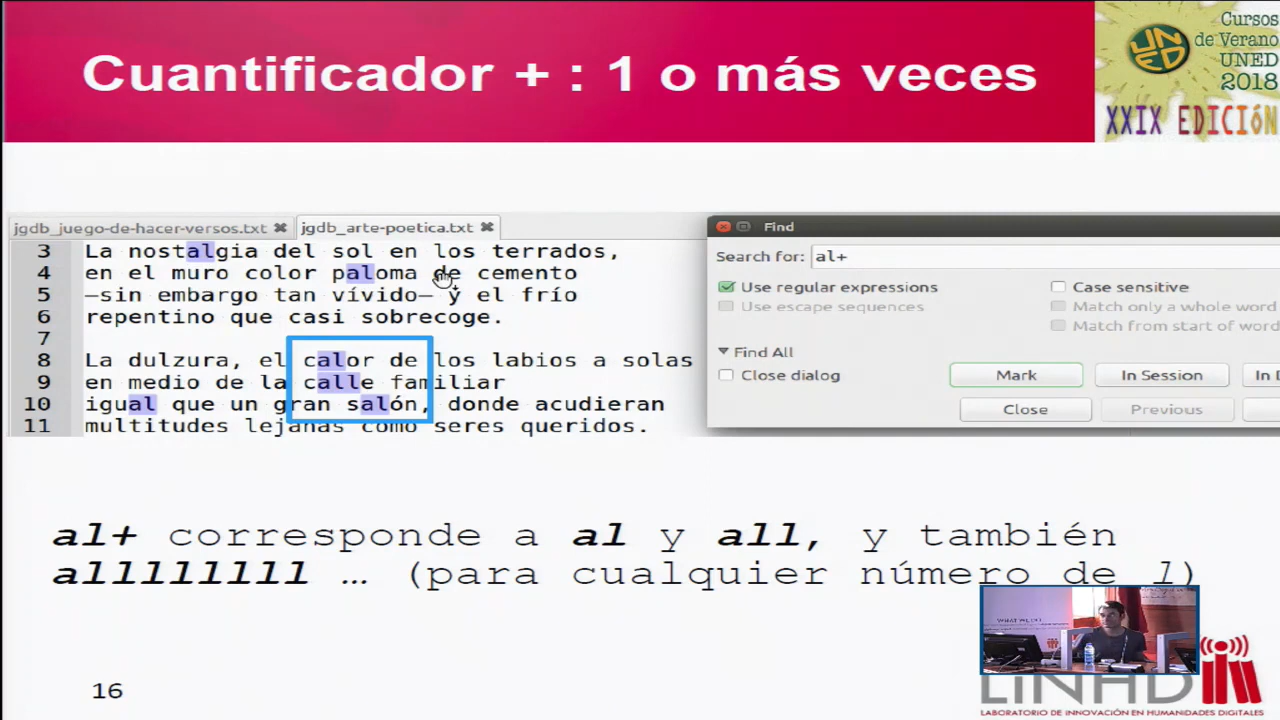 Cuantificador + : 1 o más veces
Cursos
de Verano
UNED
2018
UNED
XXIX EDICIÓN
jgdb_juego-de-hacer-versos.txt ✖ jgdb_arte-poetica.txt ✖
3 La nostalgia del sol en los terrados,
4 en el muro color paloma de cemento
5 —sin embargo tan vívido— y el frío
6 repentino que casi sobrecoge.
7
8 La dulzura, el calor de los labios a solas
9 en medio de la calle familiar
10 igual que un gran salón, donde acudieran
11 multitudes lejanas como seres queridos.
Find
Search for: al+
Use regular expressions Case sensitive
Use escape sequences Match only a whole word
Match from start of word
Find All
Close dialog Mark In Session In D
Close Previous
al+ corresponde a al y all, y también
alllllllll … (para cualquier número de l)
WHAT WE DO
16
LINHD
LABORATORIO DE INNOVACIÓN EN HUMANIDADES DIGITALES